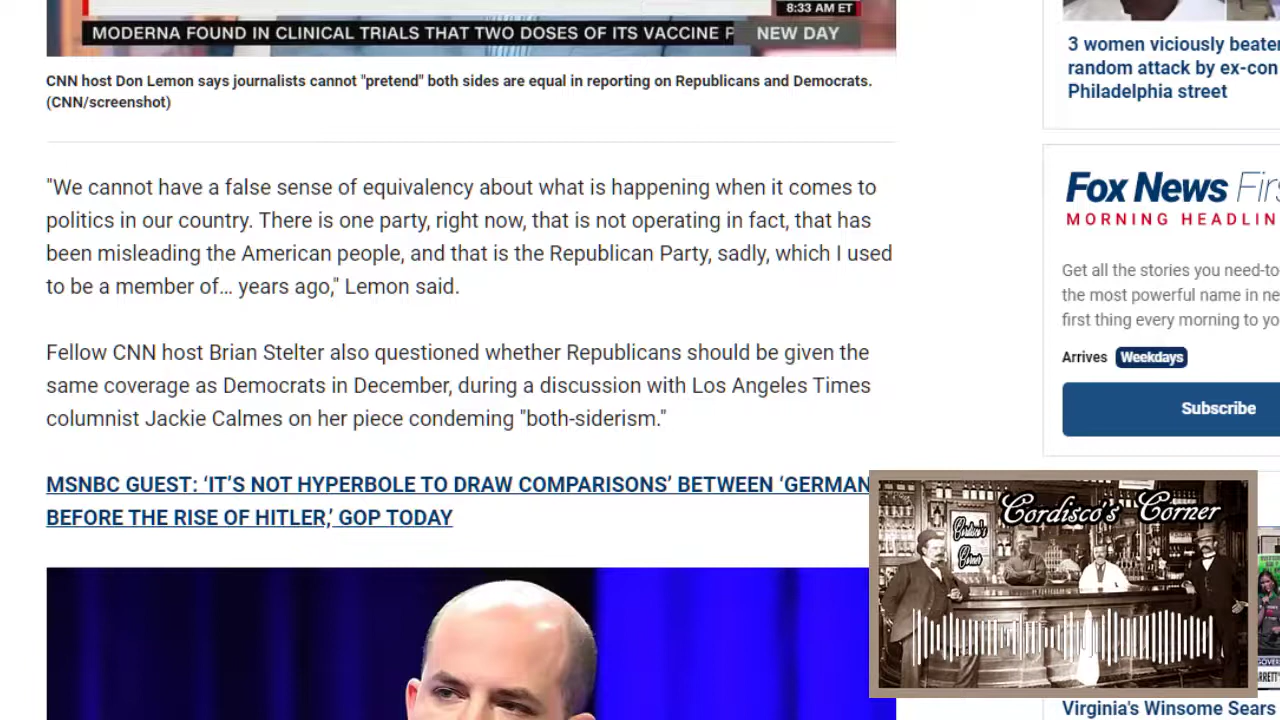 8:33 AM ET
MODERNA FOUND IN CLINICAL TRIALS THAT TWO DOSES OF ITS VACCINE P
NEW DAY
CNN host Don Lemon says journalists cannot "pretend" both sides are equal in reporting on Republicans and Democrats.
(CNN/screenshot)
"We cannot have a false sense of equivalency about what is happening when it comes to
politics in our country. There is one party, right now, that is not operating in fact, that has
been misleading the American people, and that is the Republican Party, sadly, which I used
to be a member of… years ago," Lemon said.
Fellow CNN host Brian Stelter also questioned whether Republicans should be given the
same coverage as Democrats in December, during a discussion with Los Angeles Times
columnist Jackie Calmes on her piece condeming "both-siderism."
MSNBC GUEST: ‘IT’S NOT HYPERBOLE TO DRAW COMPARISONS’ BETWEEN ‘GERMAN
BEFORE THE RISE OF HITLER,’ GOP TODAY
3 women viciously beate
random attack by ex-con
Philadelphia street
Fox News Firs
MORNING HEADLIN
Get all the stories you need-to-
the most powerful name in ne
first thing every morning to yo
Arrives Weekdays
Subscribe
Cordisco's Corner
Cordisco's
Corner
Virginia's Winsome Sears